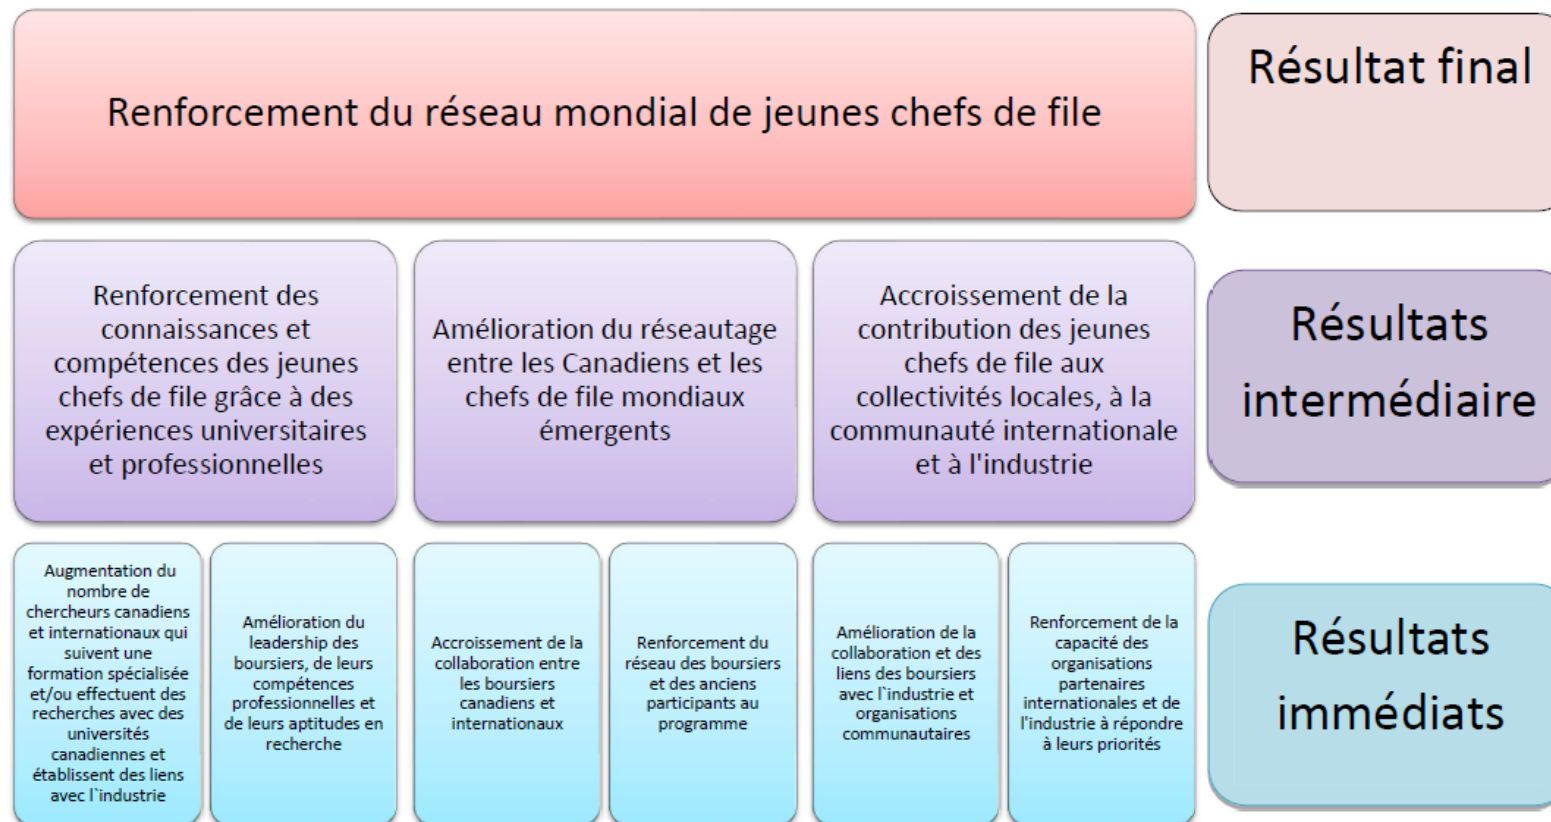 Renforcement du réseau mondial de jeunes chefs de file
Résultat final
Renforcement des
connaissances et
compétences des jeunes
chefs de file grâce à des
expériences universitaires
et professionnelles
Amélioration du réseautage
entre les Canadiens et les
chefs de file mondiaux
émergents
Accroissement de la
contribution des jeunes
chefs de file aux
collectivités locales, à la
communauté internationale
et à l'industrie
Résultats
intermédiaire
Augmentation du
nombre de
chercheurs canadiens
et internationaux qui
suivent une
formation spécialisée
et/ou effectuent des
recherches avec des
universités
canadiennes et
établissent des liens
avec l`industrie
Amélioration du
leadership des
boursiers, de leurs
compétences
professionnelles et
de leurs aptitudes en
recherche
Accroissement de la
collaboration entre
les boursiers
canadiens et
internationaux
Renforcement du
réseau des boursiers
et des anciens
participants au
programme
Amélioration de la
collaboration et des
liens des boursiers
avec l`industrie et
organisations
communautaires
Renforcement de la
capacité des
organisations
partenaires
internationales et de
l'industrie à répondre
à leurs priorités
Résultats
immédiats